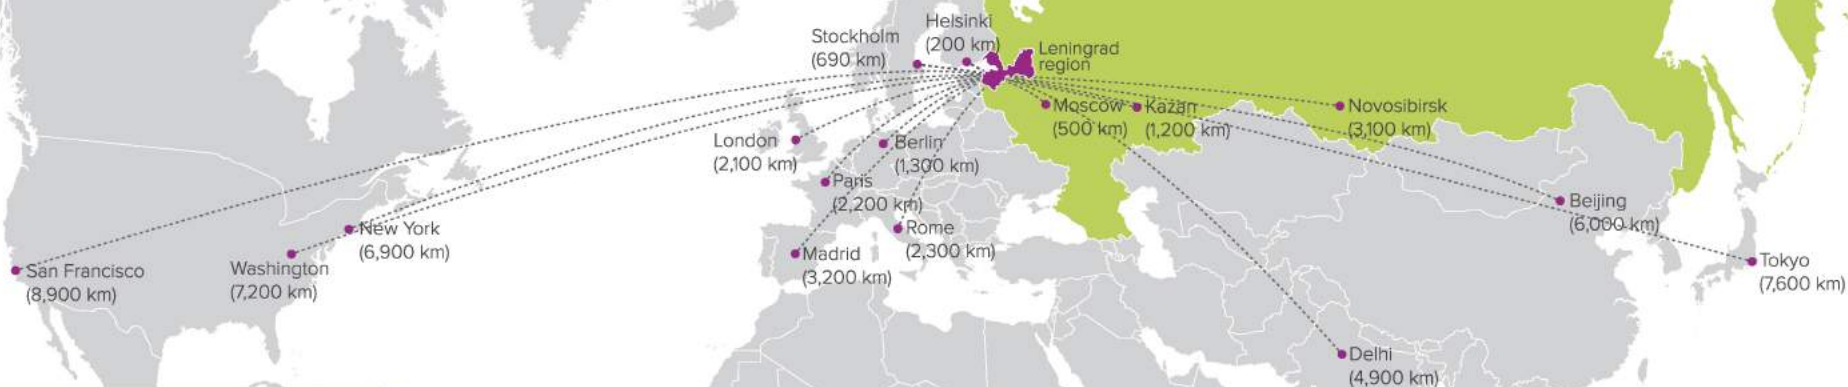 Helsinki
(200 km)
Stockholm
(690 km)
Leningrad
region
Moscow
(500 km)
Kazan
(1,200 km)
Novosibirsk
(3,100 km)
London
(2,100 km)
Berlin
(1,300 km)
Paris
(2,200 km)
Beijing
(6,000 km)
New York
(6,900 km)
Rome
(2,300 km)
Madrid
(3,200 km)
San Francisco
(8,900 km)
Washington
(7,200 km)
Tokyo
(7,600 km)
Delhi
(4,900 km)